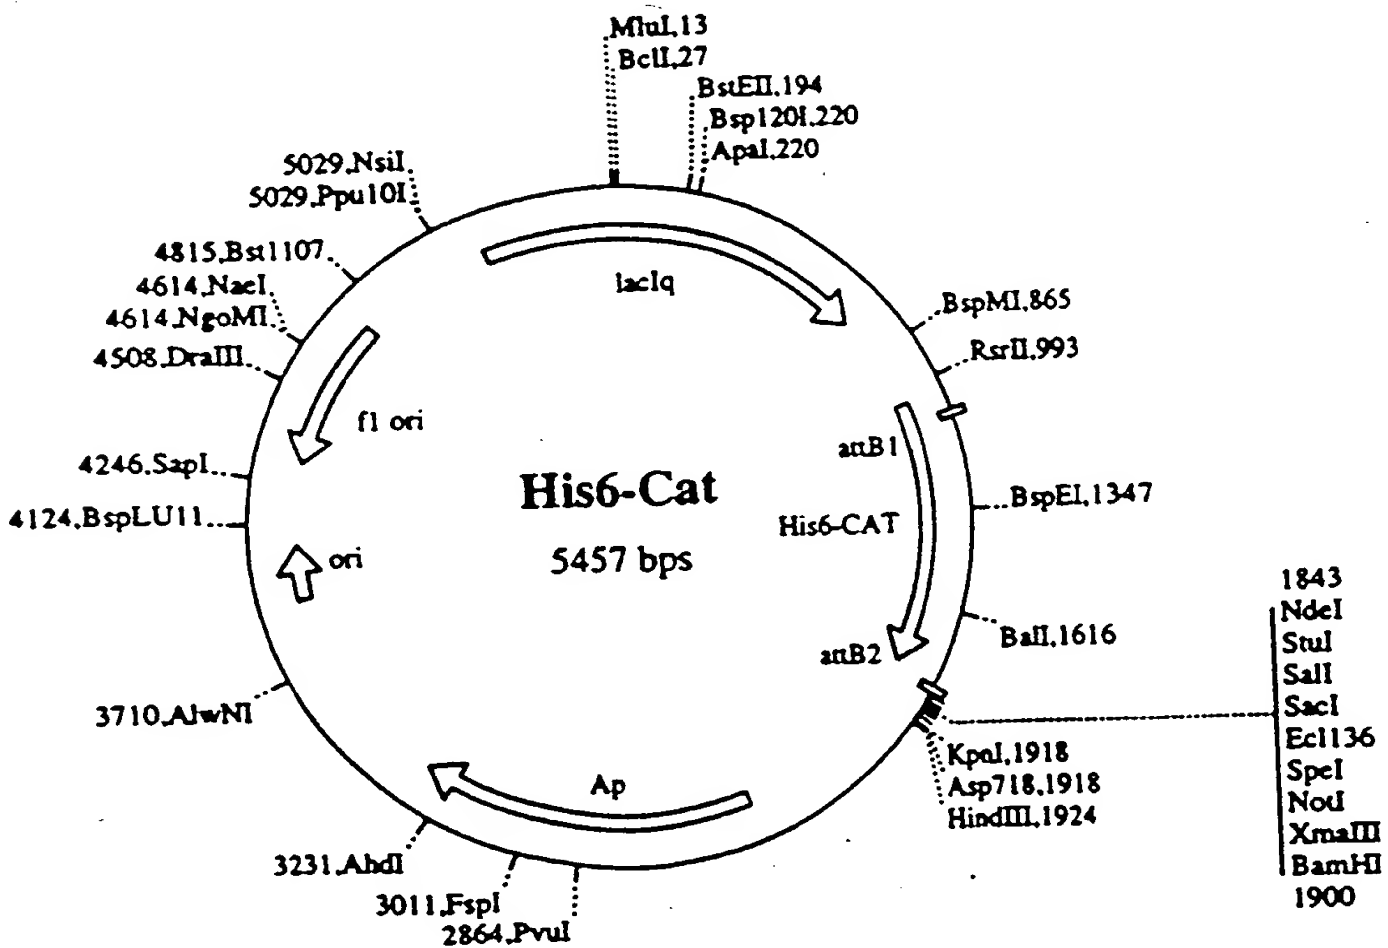 MluI,13
BclI,27
BstEII,194
Bsp120I,220
ApaI,220
5029,NsiI
5029,Ppu10I
4815,Bst1107
4614,NaeI
4614,NgoMI
4508,DraIII
lacIq
BspMI,865
RsrII,993
f1 ori
attB1
4246,SapI
4124,BspLU11
His6-Cat
5457 bps
His6-CAT
BspEI,1347
ori
attB2
BalI,1616
1843
NdeI
StuI
SalI
SacI
Ecl136
SpeI
NotI
XmaIII
BamHI
1900
3710,AlwNI
KpnI,1918
Asp718,1918
HindIII,1924
Ap
3231,AhdI
3011,FspI
2864,PvuI